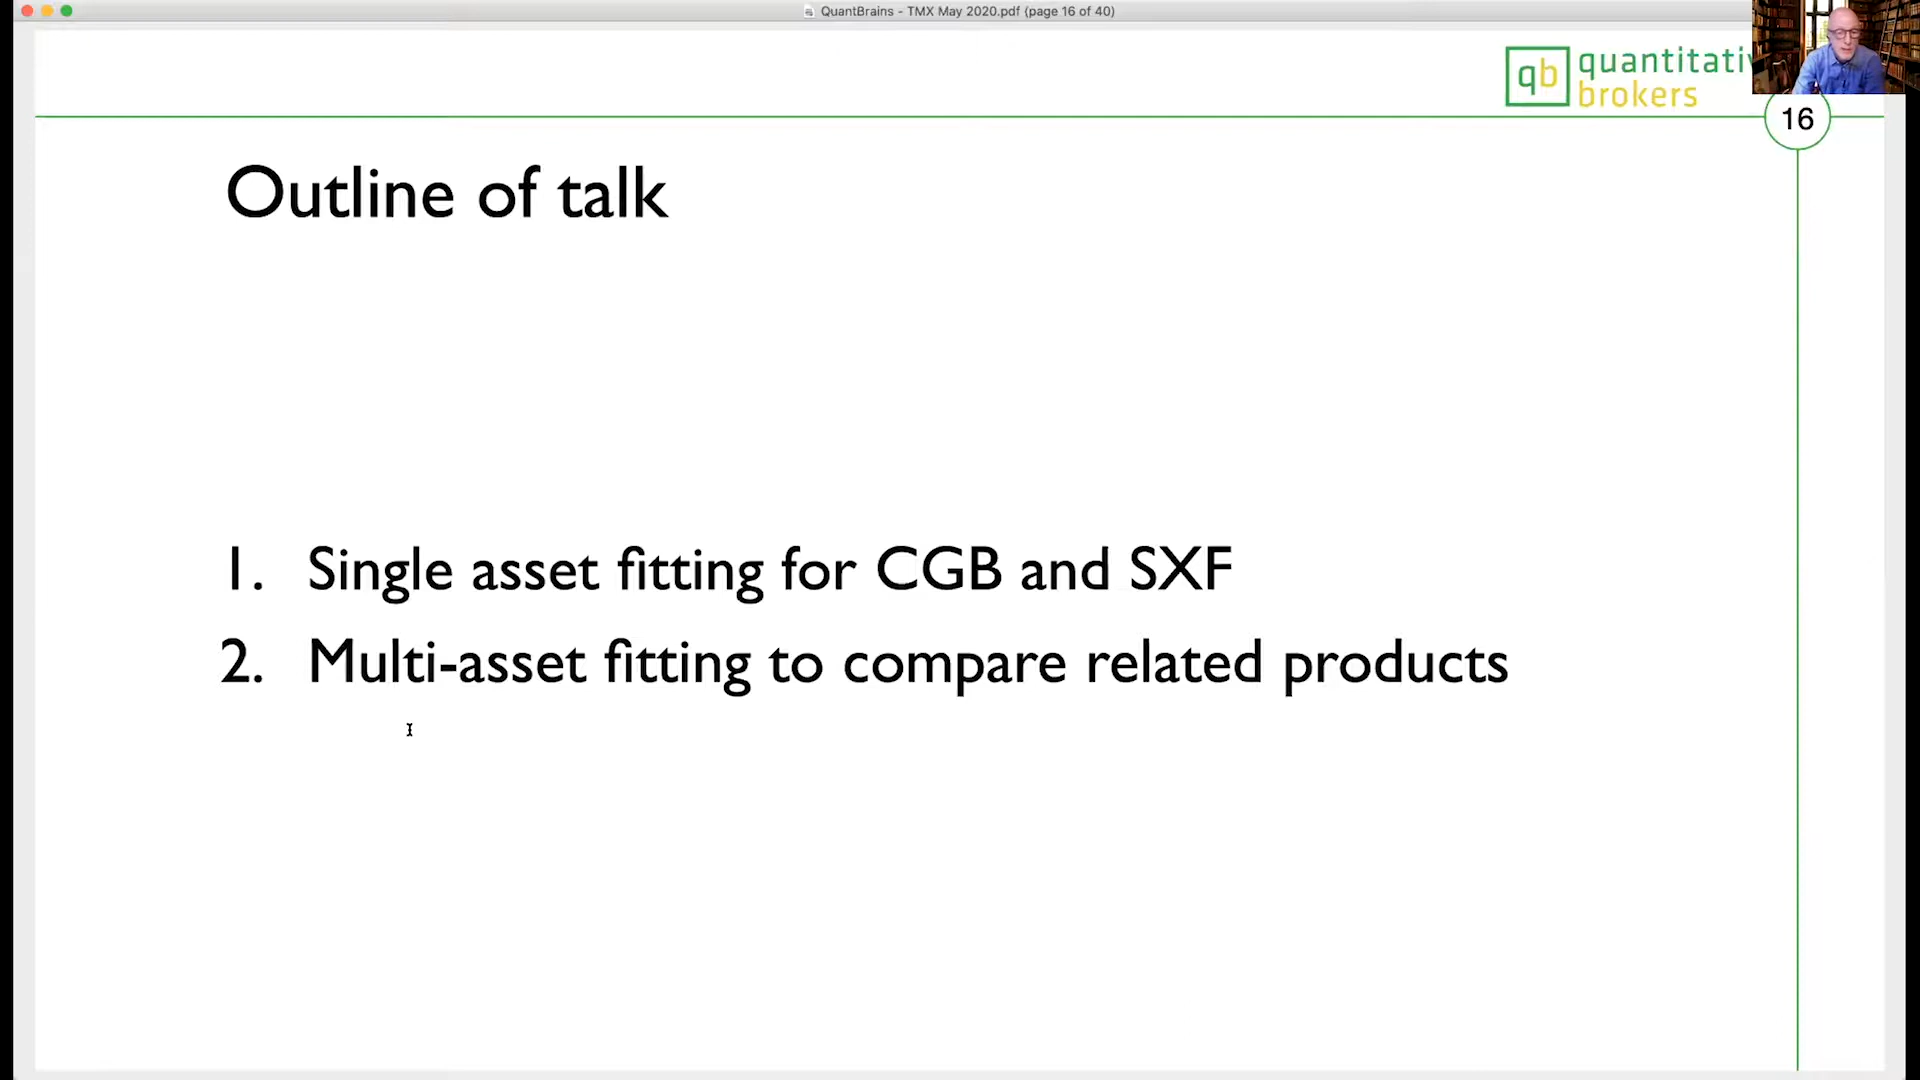 QuantBrains - TMX May 2020.pdf (page 16 of 40)
qb quantitati
brokers
16
Outline of talk
1. Single asset fitting for CGB and SXF
2. Multi-asset fitting to compare related products